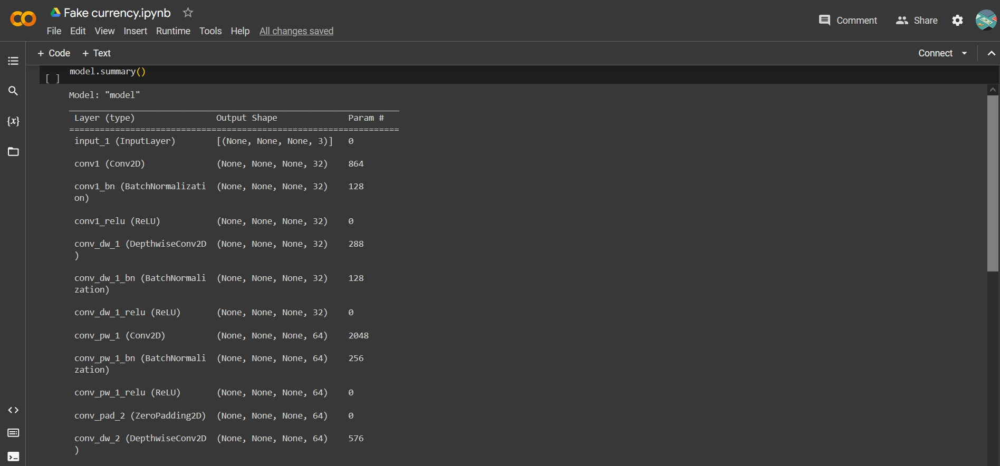 Fake currency.ipynb
File Edit View Insert Runtime Tools Help All changes saved
Comment Share
+ Code + Text
Connect
model.summary()
[ ]
Model: "model"
Layer (type) Output Shape Param #
=================================================================
input_1 (InputLayer) [(None, None, None, 3)] 0
conv1 (Conv2D) (None, None, None, 32) 864
conv1_bn (BatchNormalizati (None, None, None, 32) 128
on)
conv1_relu (ReLU) (None, None, None, 32) 0
conv_dw_1 (DepthwiseConv2D (None, None, None, 32) 288
)
conv_dw_1_bn (BatchNormali (None, None, None, 32) 128
zation)
conv_dw_1_relu (ReLU) (None, None, None, 32) 0
conv_pw_1 (Conv2D) (None, None, None, 64) 2048
conv_pw_1_bn (BatchNormali (None, None, None, 64) 256
zation)
conv_pw_1_relu (ReLU) (None, None, None, 64) 0
conv_pad_2 (ZeroPadding2D) (None, None, None, 64) 0
conv_dw_2 (DepthwiseConv2D (None, None, None, 64) 576
)